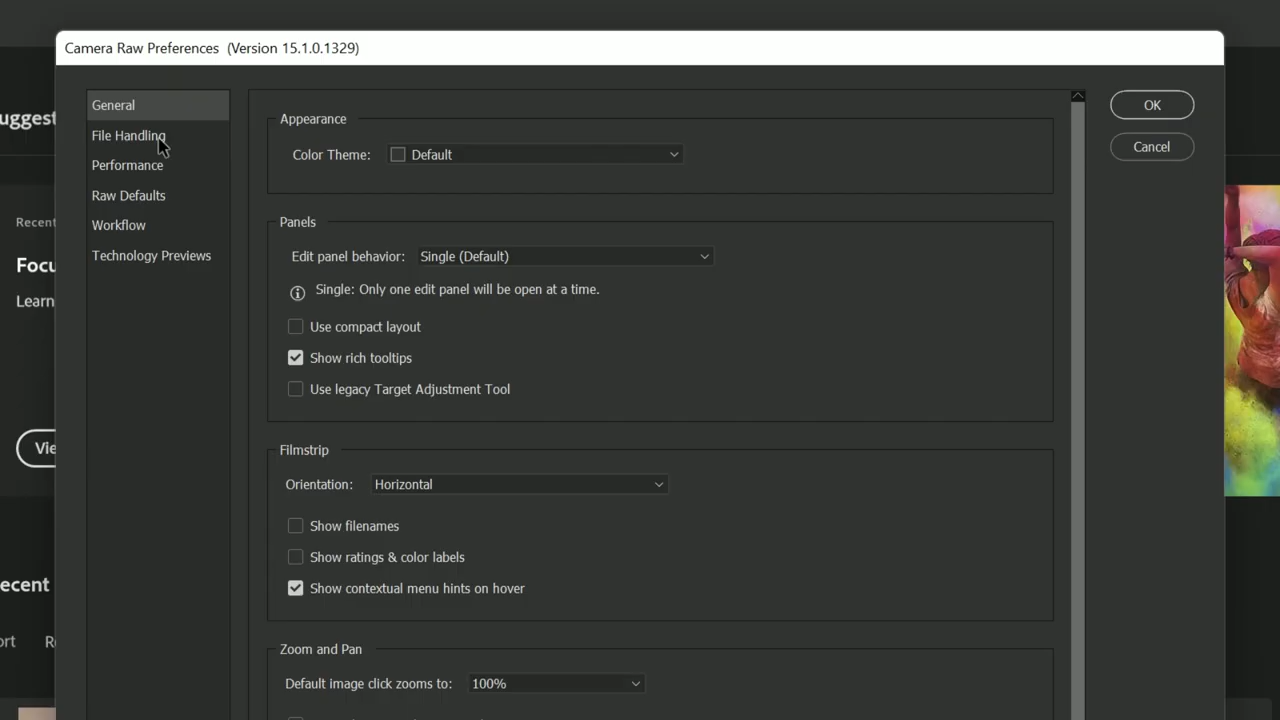 Camera Raw Preferences (Version 15.1.0.1329)
General
File Handling
Performance
Raw Defaults
Workflow
Technology Previews
Appearance
Color Theme: Default
Panels
Edit panel behavior: Single (Default)
Single: Only one edit panel will be open at a time.
Use compact layout
Show rich tooltips
Use legacy Target Adjustment Tool
Filmstrip
Orientation: Horizontal
Show filenames
Show ratings & color labels
Show contextual menu hints on hover
Zoom and Pan
Default image click zooms to: 100%
OK
Cancel
uggest
Recent
Focu
Learn
Vie
ecent
ort R